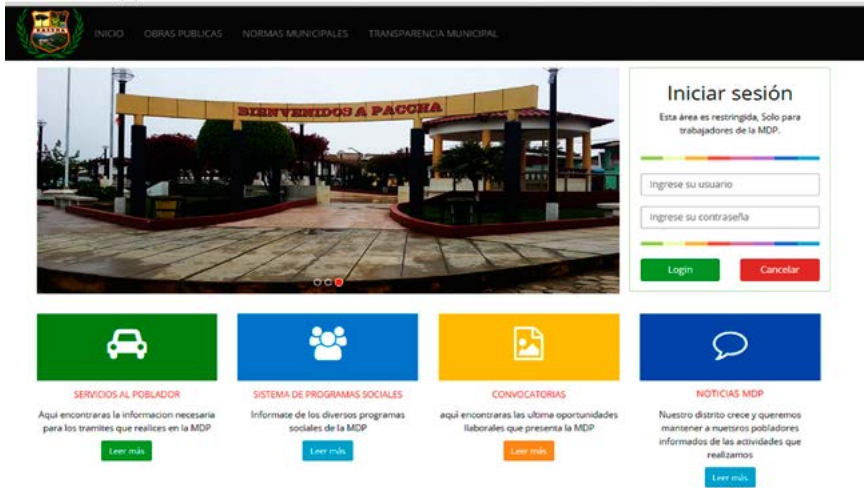 PACCHA
INICIO OBRAS PUBLICAS NORMAS MUNICIPALES TRANSPARENCIA MUNICIPAL
BIENVENIDOS A PACCHA
Iniciar sesión
Esta área es restringida, Solo para
trabajadores de la MDP.
Ingrese su usuario
Ingrese su contraseña
Login Cancelar
SERVICIOS AL POBLADOR
Aqui encontraras la informacion necesaria
para los tramites que realices en la MDP
Leer más
SISTEMA DE PROGRAMAS SOCIALES
Informate de los diversos programas
sociales de la MDP
Leer más
CONVOCATORIAS
aquì encontraras las ultima oportunidades
llaborales que presenta la MDP
Leer más
NOTICIAS MDP
Nuestro distrito crece y queremos
mantener a nuetsros pobladores
informados de las actividades que
realizamos
Leer más